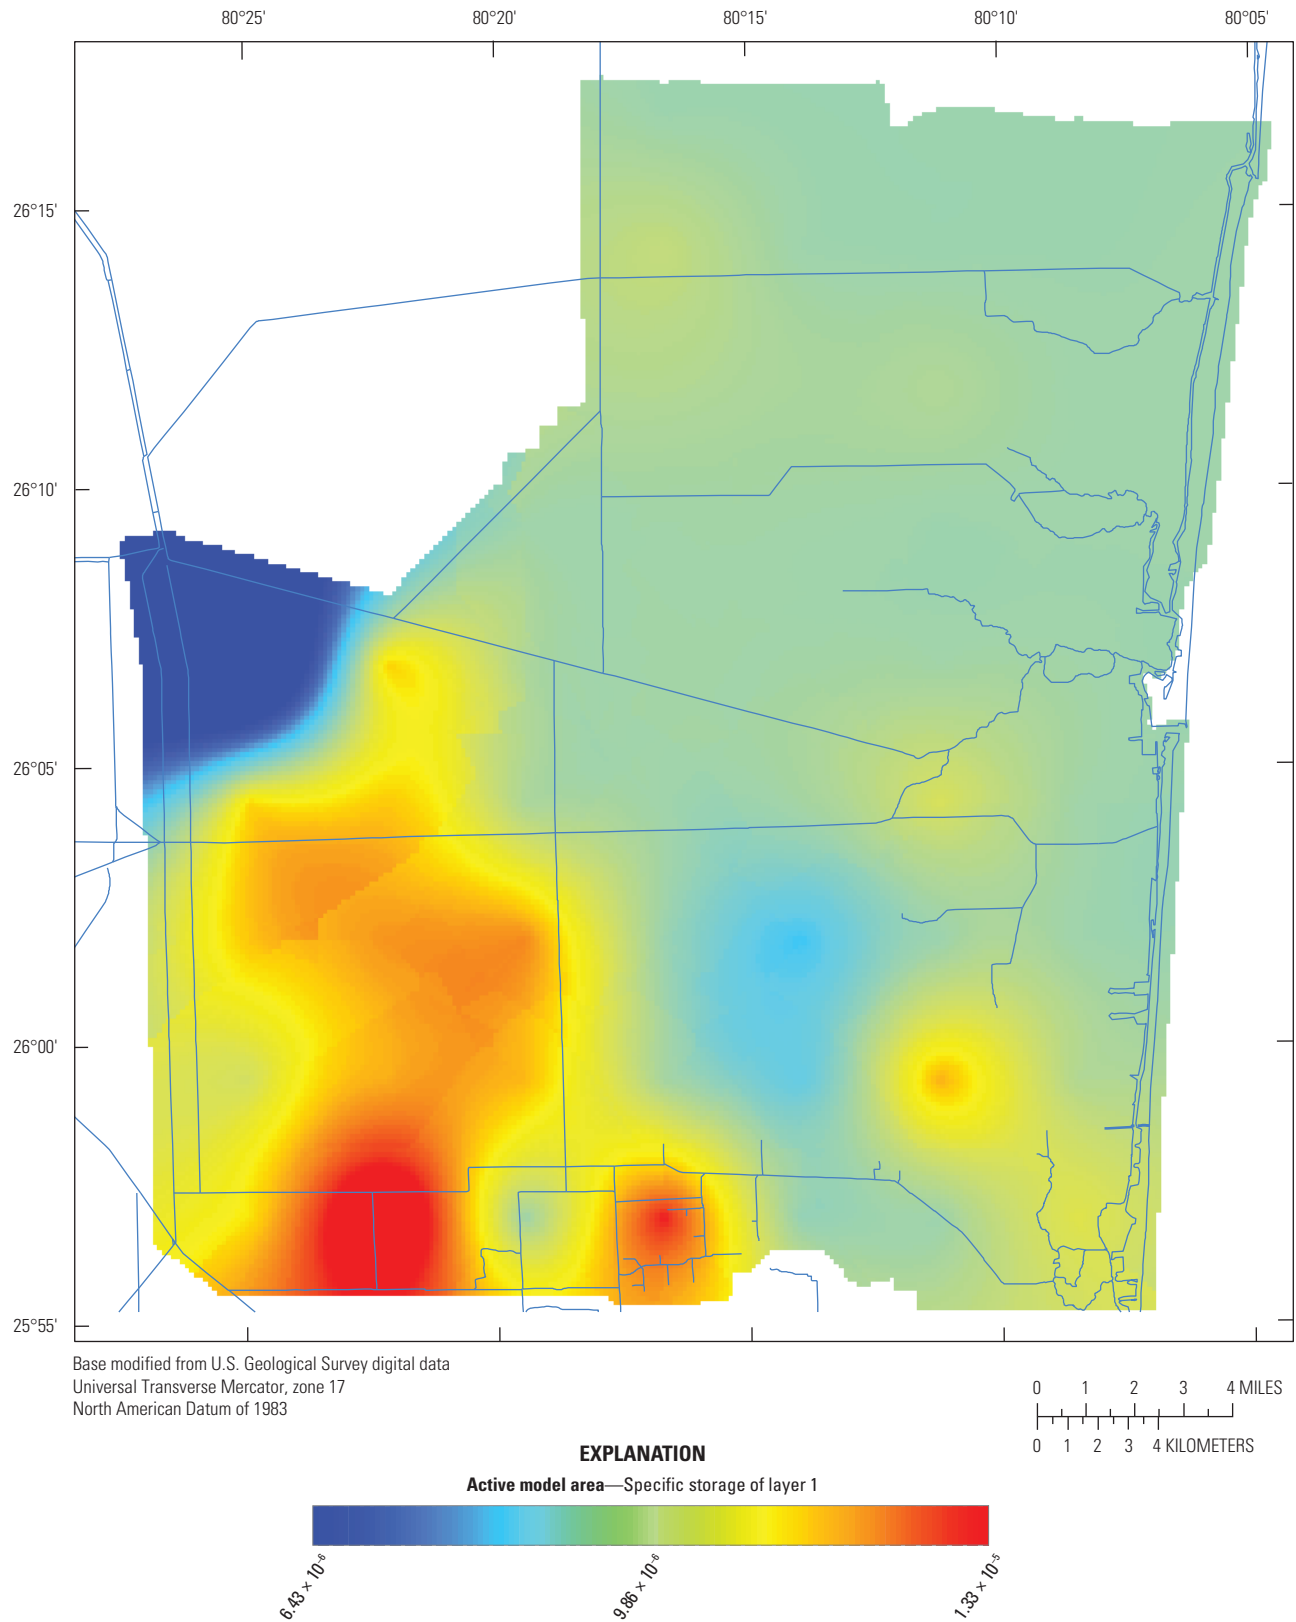 80°25' 80°20' 80°15' 80°10' 80°05'
26°15'
26°10'
26°05'
26°00'
25°55'
Base modified from U.S. Geological Survey digital data
Universal Transverse Mercator, zone 17
North American Datum of 1983
0 1 2 3 4 MILES
0 1 2 3 4 KILOMETERS
EXPLANATION
Active model area—Specific storage of layer 1
6.43 × 10⁻⁶ 9.86 × 10⁻⁶ 1.33 × 10⁻⁵